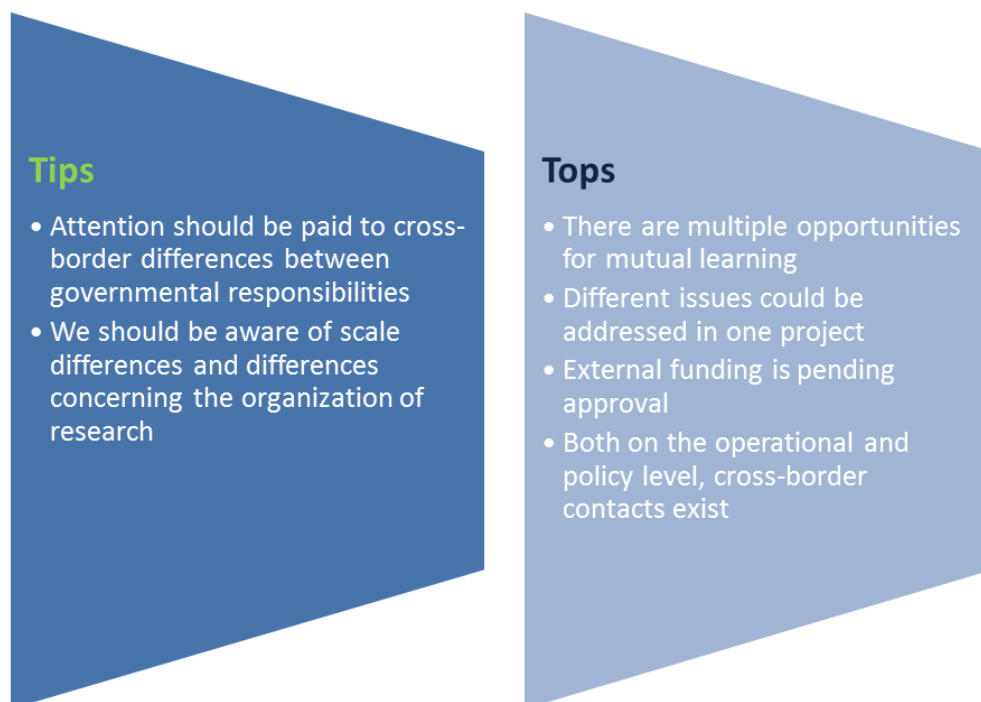 Tips
• Attention should be paid to cross-
border differences between
governmental responsibilities
• We should be aware of scale
differences and differences
concerning the organization of
research
Tops
• There are multiple opportunities
for mutual learning
• Different issues could be
addressed in one project
• External funding is pending
approval
• Both on the operational and
policy level, cross-border
contacts exist